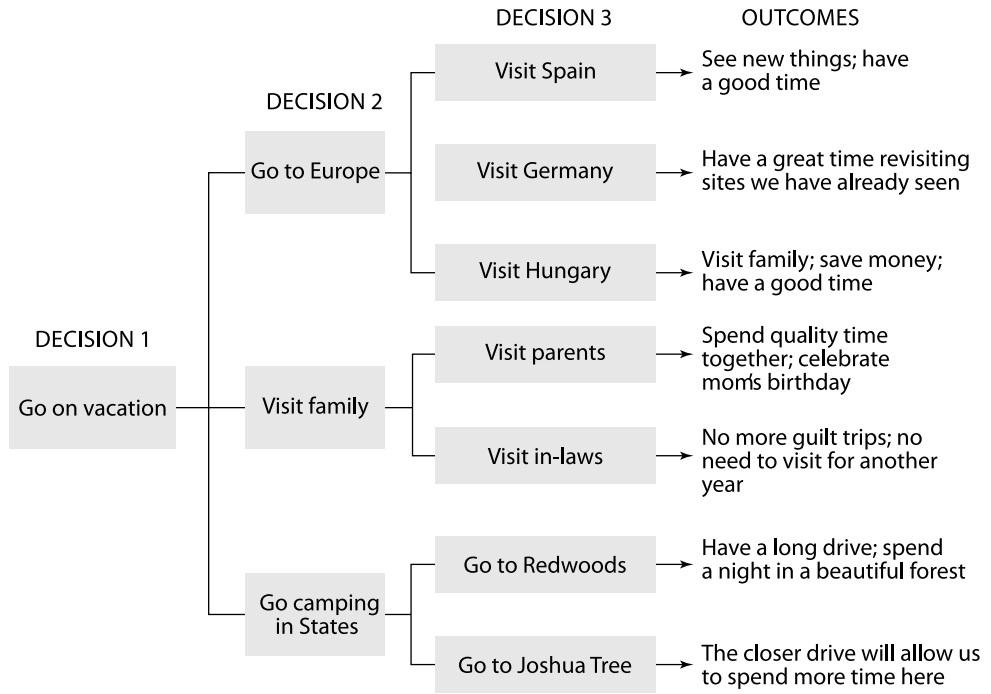 DECISION 3
OUTCOMES
Visit Spain
See new things; have
a good time
DECISION 2
Go to Europe
Visit Germany
Have a great time revisiting
sites we have already seen
Visit Hungary
Visit family; save money;
have a good time
DECISION 1
Go on vacation
Visit family
Visit parents
Spend quality time
together; celebrate
mom's birthday
Visit in-laws
No more guilt trips; no
need to visit for another
year
Go camping
in States
Go to Redwoods
Have a long drive; spend
a night in a beautiful forest
Go to Joshua Tree
The closer drive will allow us
to spend more time here